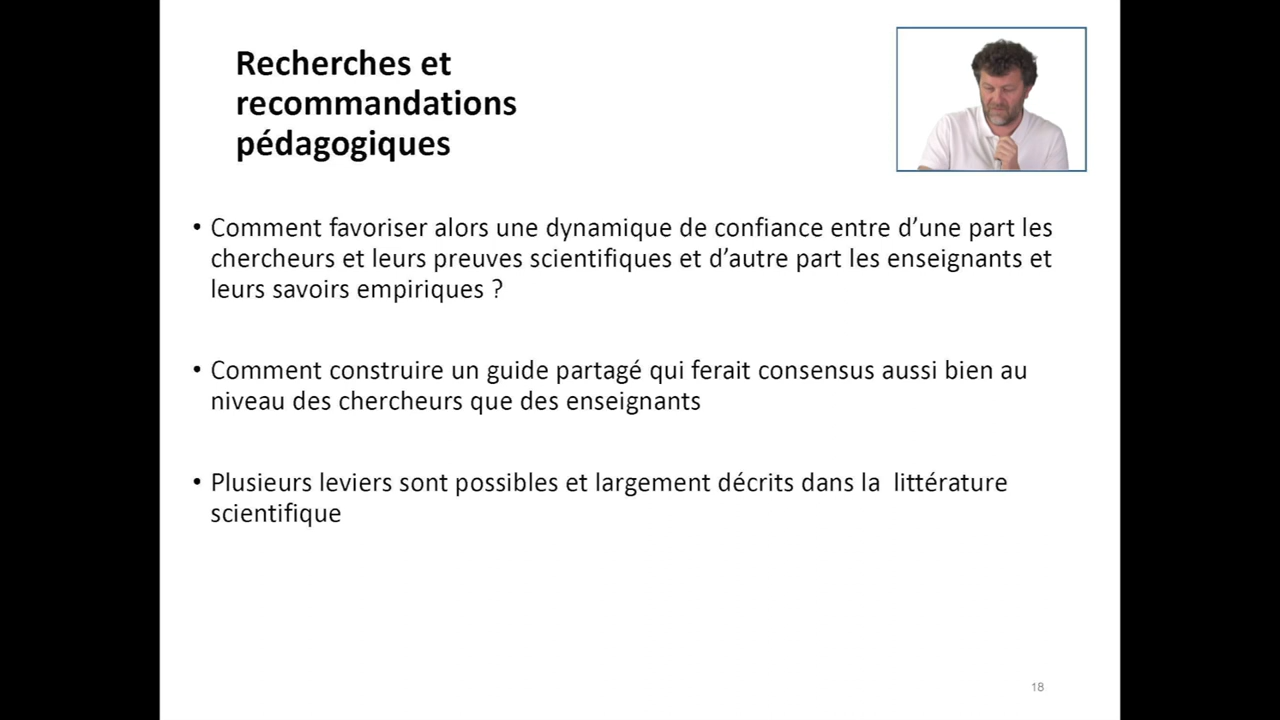 Recherches et
recommandations
pédagogiques
• Comment favoriser alors une dynamique de confiance entre d’une part les
chercheurs et leurs preuves scientifiques et d’autre part les enseignants et
leurs savoirs empiriques ?
• Comment construire un guide partagé qui ferait consensus aussi bien au
niveau des chercheurs que des enseignants
• Plusieurs leviers sont possibles et largement décrits dans la  littérature
scientifique
18